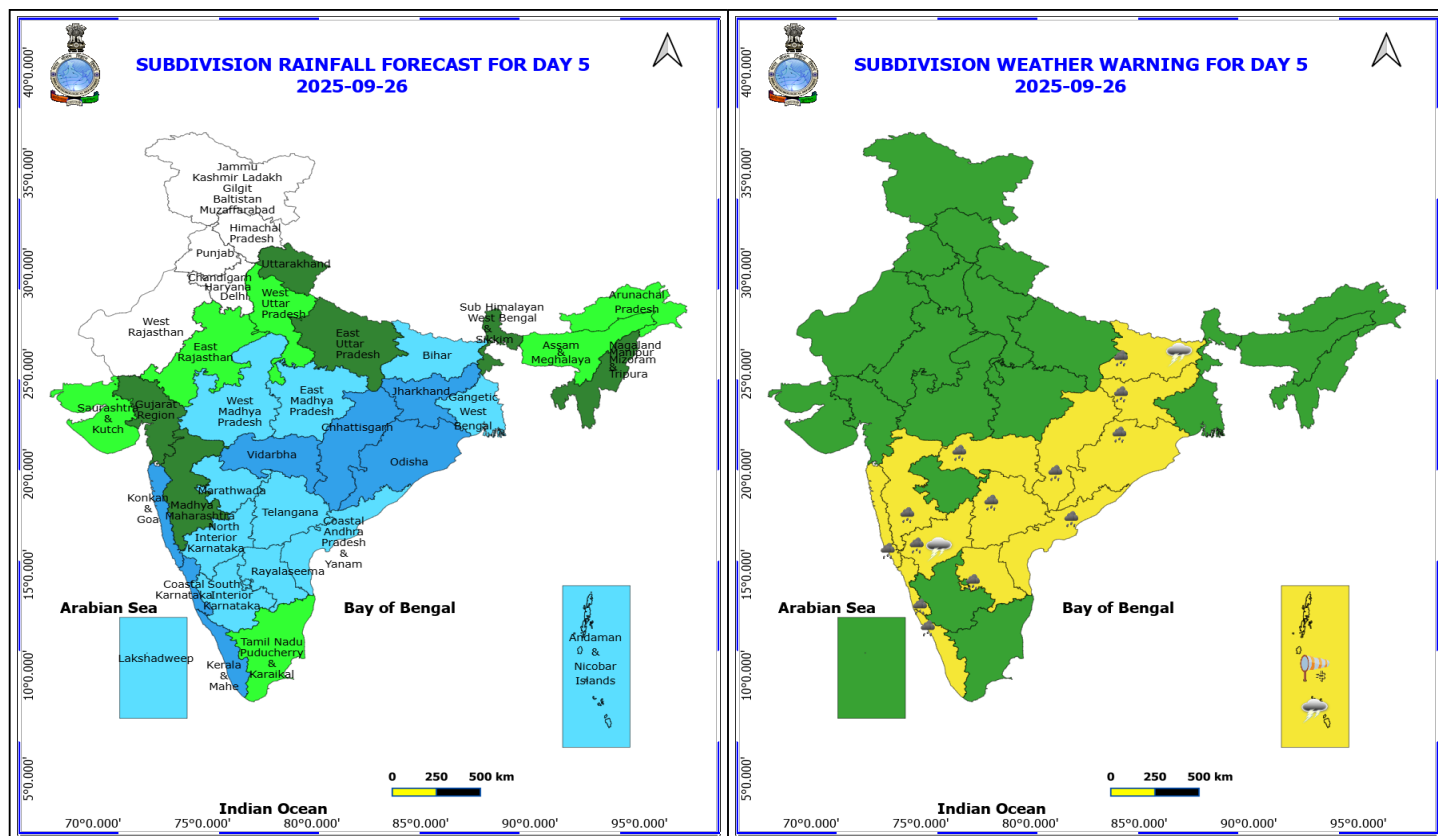 SUBDIVISION RAINFALL FORECAST FOR DAY 5
2025-09-26
40°0.000'
35°0.000'
30°0.000'
25°0.000'
20°0.000'
15°0.000'
10°0.000'
5°0.000'
Jammu
Kashmir Ladakh
Gilgit
Baltistan
Muzaffarabad
Himachal
Pradesh
Punjab
Uttarakhand
Chandigarh
Haryana
Delhi
West
Uttar
Pradesh
West
Rajasthan
East
Rajasthan
East
Uttar
Pradesh
Sub Himalayan
West Bengal
&
Sikkim
Arunachal
Pradesh
Assam
&
Meghalaya
Nagaland
Manipur
Mizoram
&
Tripura
Bihar
Jharkhand
Gangetic
West
Bengal
Saurashtra
&
Kutch
Gujarat
Region
West
Madhya
Pradesh
East
Madhya
Pradesh
Chhattisgarh
Vidarbha
Odisha
Konkan
&
Goa
Madhya
Maharashtra
Marathwada
Telangana
North
Interior
Karnataka
Coastal
Andhra
Pradesh
&
Yanam
Rayalaseema
Coastal
Karnataka
South
Interior
Karnataka
Arabian Sea
Bay of Bengal
Lakshadweep
Kerala
&
Mahe
Tamil Nadu
Puducherry
&
Karaikal
Andaman
&
Nicobar
Islands
0 250 500 km
Indian Ocean
70°0.000' 75°0.000' 80°0.000' 85°0.000' 90°0.000' 95°0.000'
SUBDIVISION WEATHER WARNING FOR DAY 5
2025-09-26
40°0.000'
35°0.000'
30°0.000'
25°0.000'
20°0.000'
15°0.000'
10°0.000'
5°0.000'
Arabian Sea
Bay of Bengal
0 250 500 km
Indian Ocean
70°0.000' 75°0.000' 80°0.000' 85°0.000' 90°0.000' 95°0.000'